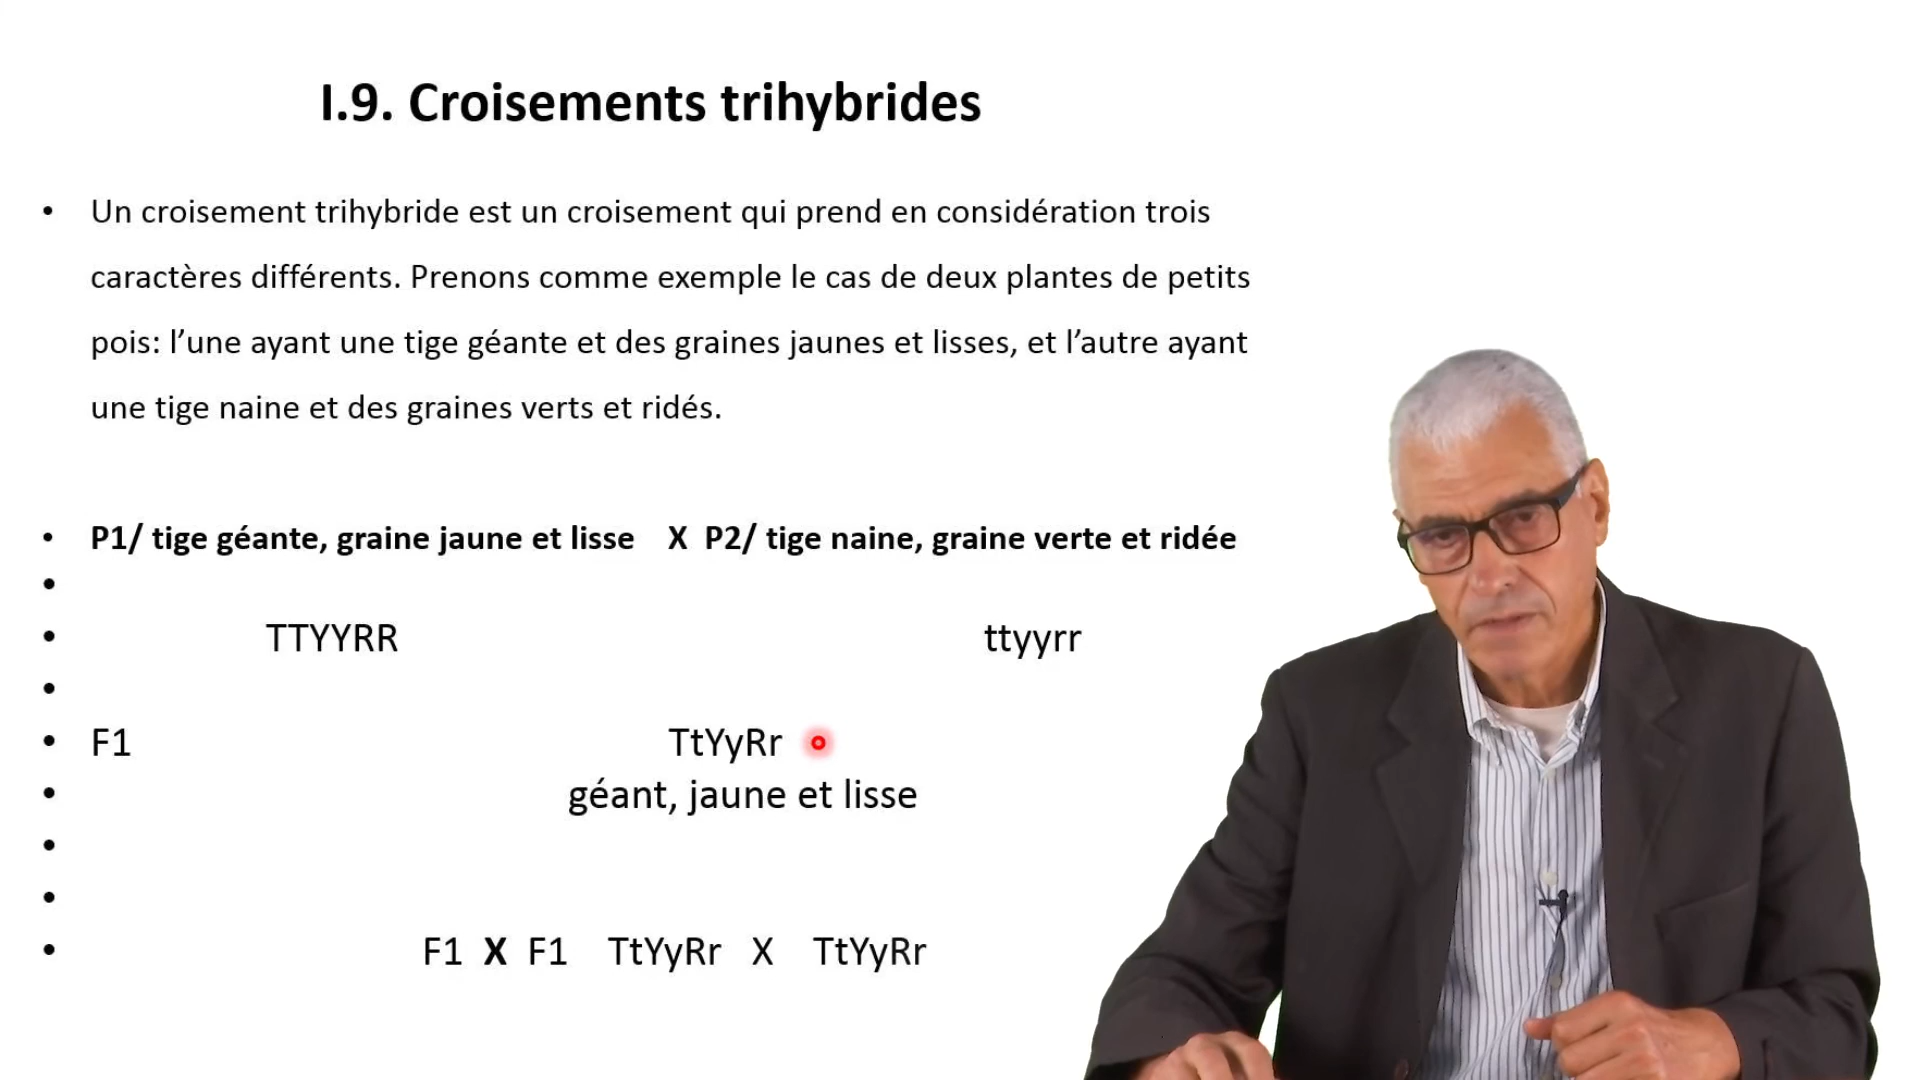 I.9. Croisements trihybrides
• Un croisement trihybride est un croisement qui prend en considération trois
caractères différents. Prenons comme exemple le cas de deux plantes de petits
pois: l’une ayant une tige géante et des graines jaunes et lisses, et l’autre ayant
une tige naine et des graines verts et ridés.
• P1/ tige géante, graine jaune et lisse X P2/ tige naine, graine verte et ridée
•
• TTYYRR ttyyrr
•
• F1 TtYyRr
• géant, jaune et lisse
•
•
• F1 X F1 TtYyRr X TtYyRr